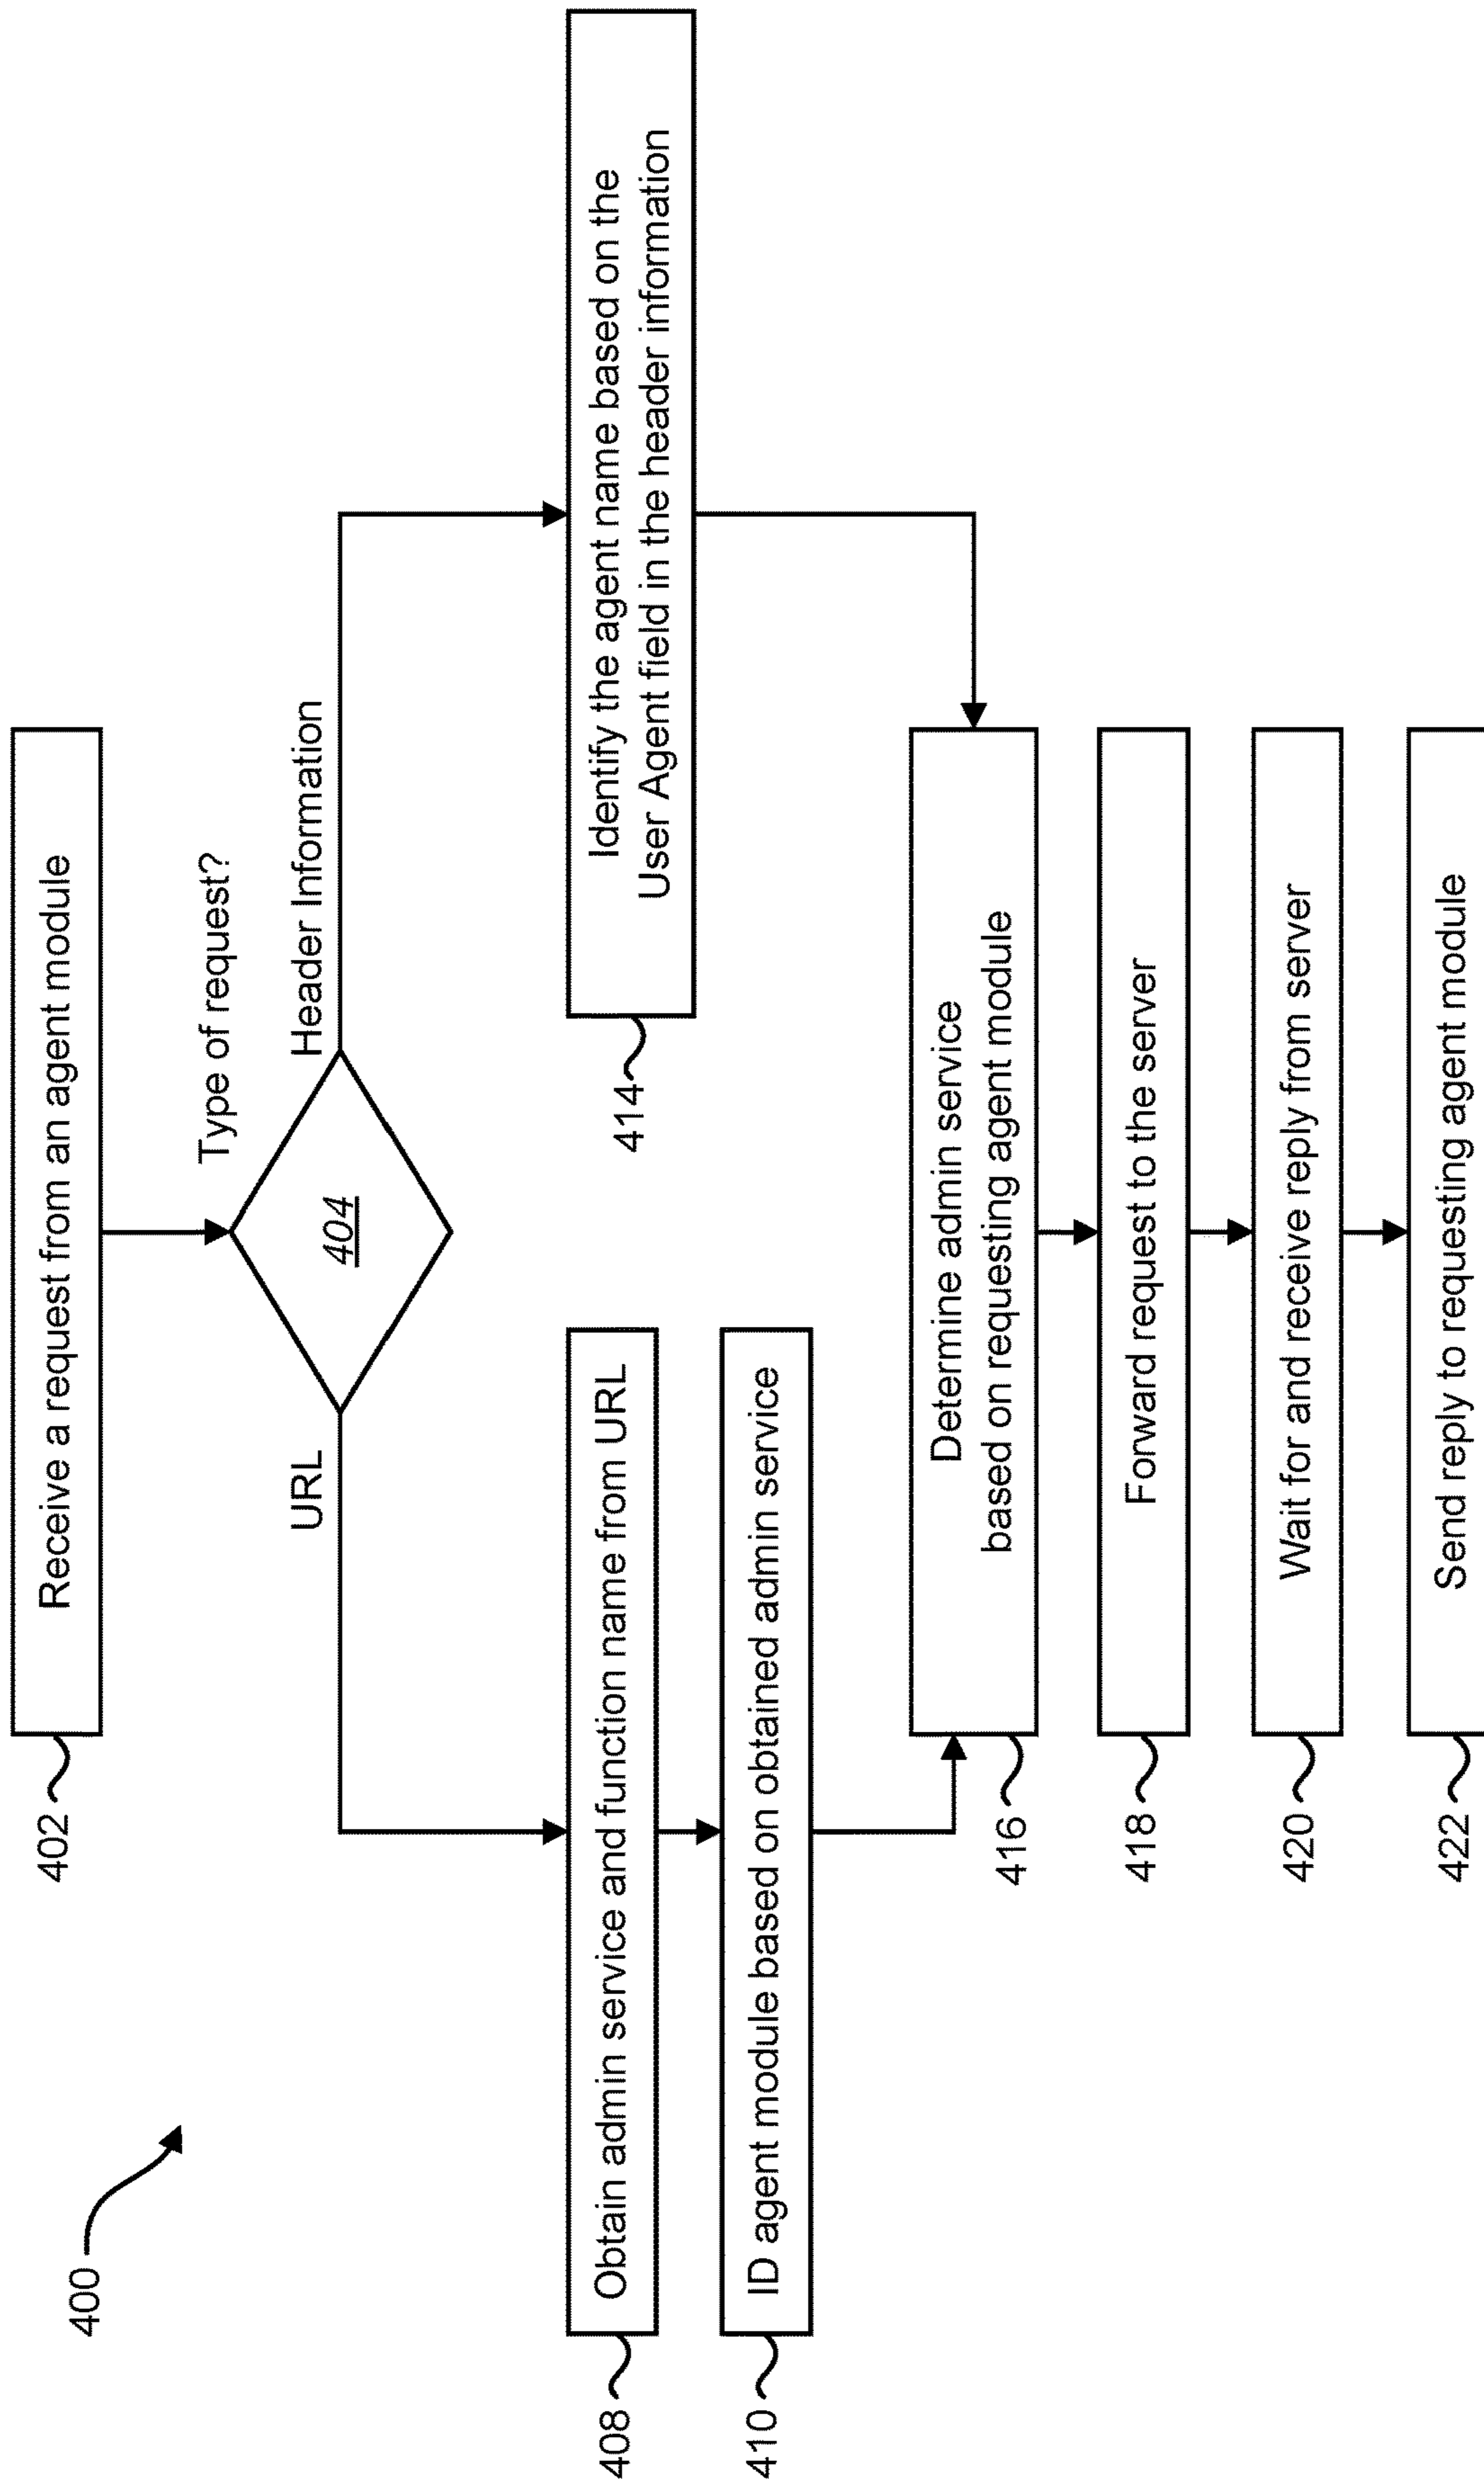 400
402
Receive a request from an agent module
Type of request?
404
URL
Header Information
408
Obtain admin service and function name from URL
410
ID agent module based on obtained admin service
414
Identify the agent name based on the
User Agent field in the header information
416
Determine admin service
based on requesting agent module
418
Forward request to the server
420
Wait for and receive reply from server
422
Send reply to requesting agent module